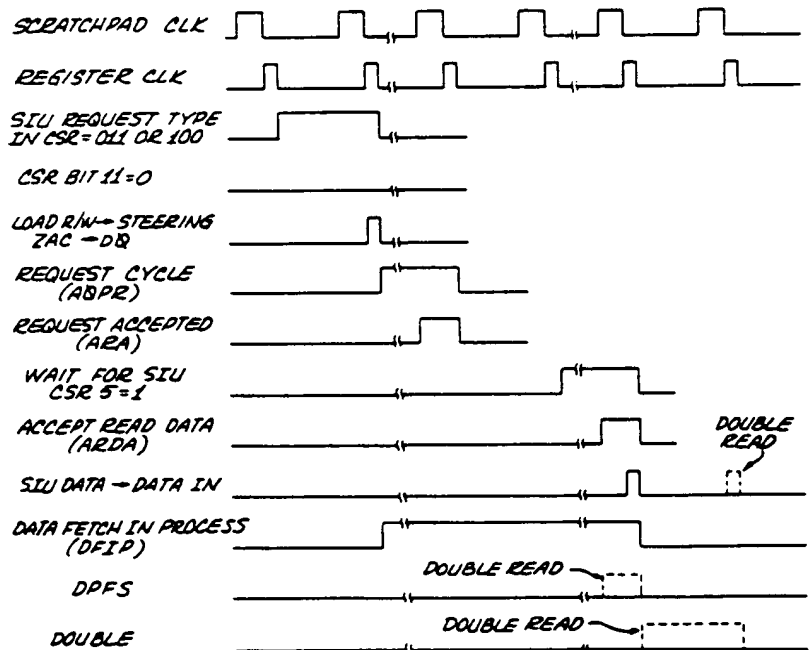 SCRATCHPAD CLK
REGISTER CLK
SIU REQUEST TYPE
IN CSR=011 OR 100
CSR BIT 11=0
LOAD R/W→STEERING
ZAC→DQ
REQUEST CYCLE
(AOPR)
REQUEST ACCEPTED
(ARA)
WAIT FOR SIU
CSR 5=1
ACCEPT READ DATA
(ARDA)
DOUBLE
READ
SIU DATA→DATA IN
DATA FETCH IN PROCESS
(DFIP)
DOUBLE READ
DPFS
DOUBLE READ
DOUBLE